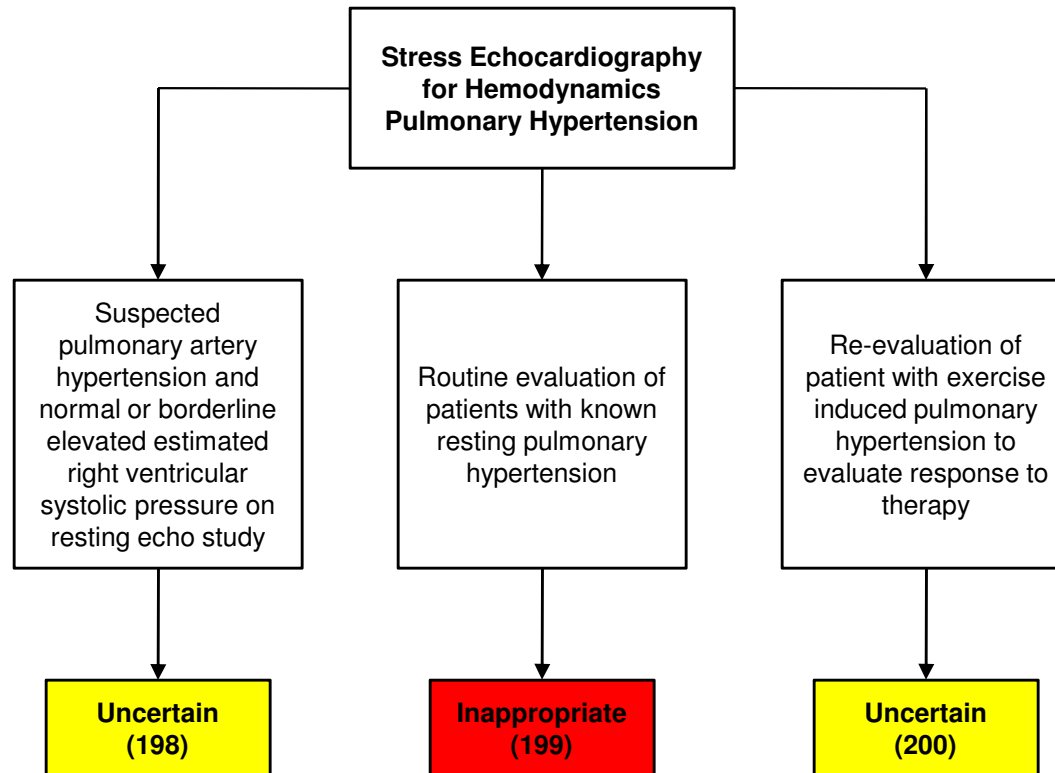 Stress Echocardiography
for Hemodynamics
Pulmonary Hypertension
Suspected
pulmonary artery
hypertension and
normal or borderline
elevated estimated
right ventricular
systolic pressure on
resting echo study
Routine evaluation of
patients with known
resting pulmonary
hypertension
Re-evaluation of
patient with exercise
induced pulmonary
hypertension to
evaluate response to
therapy
Uncertain
(198)
Inappropriate
(199)
Uncertain
(200)